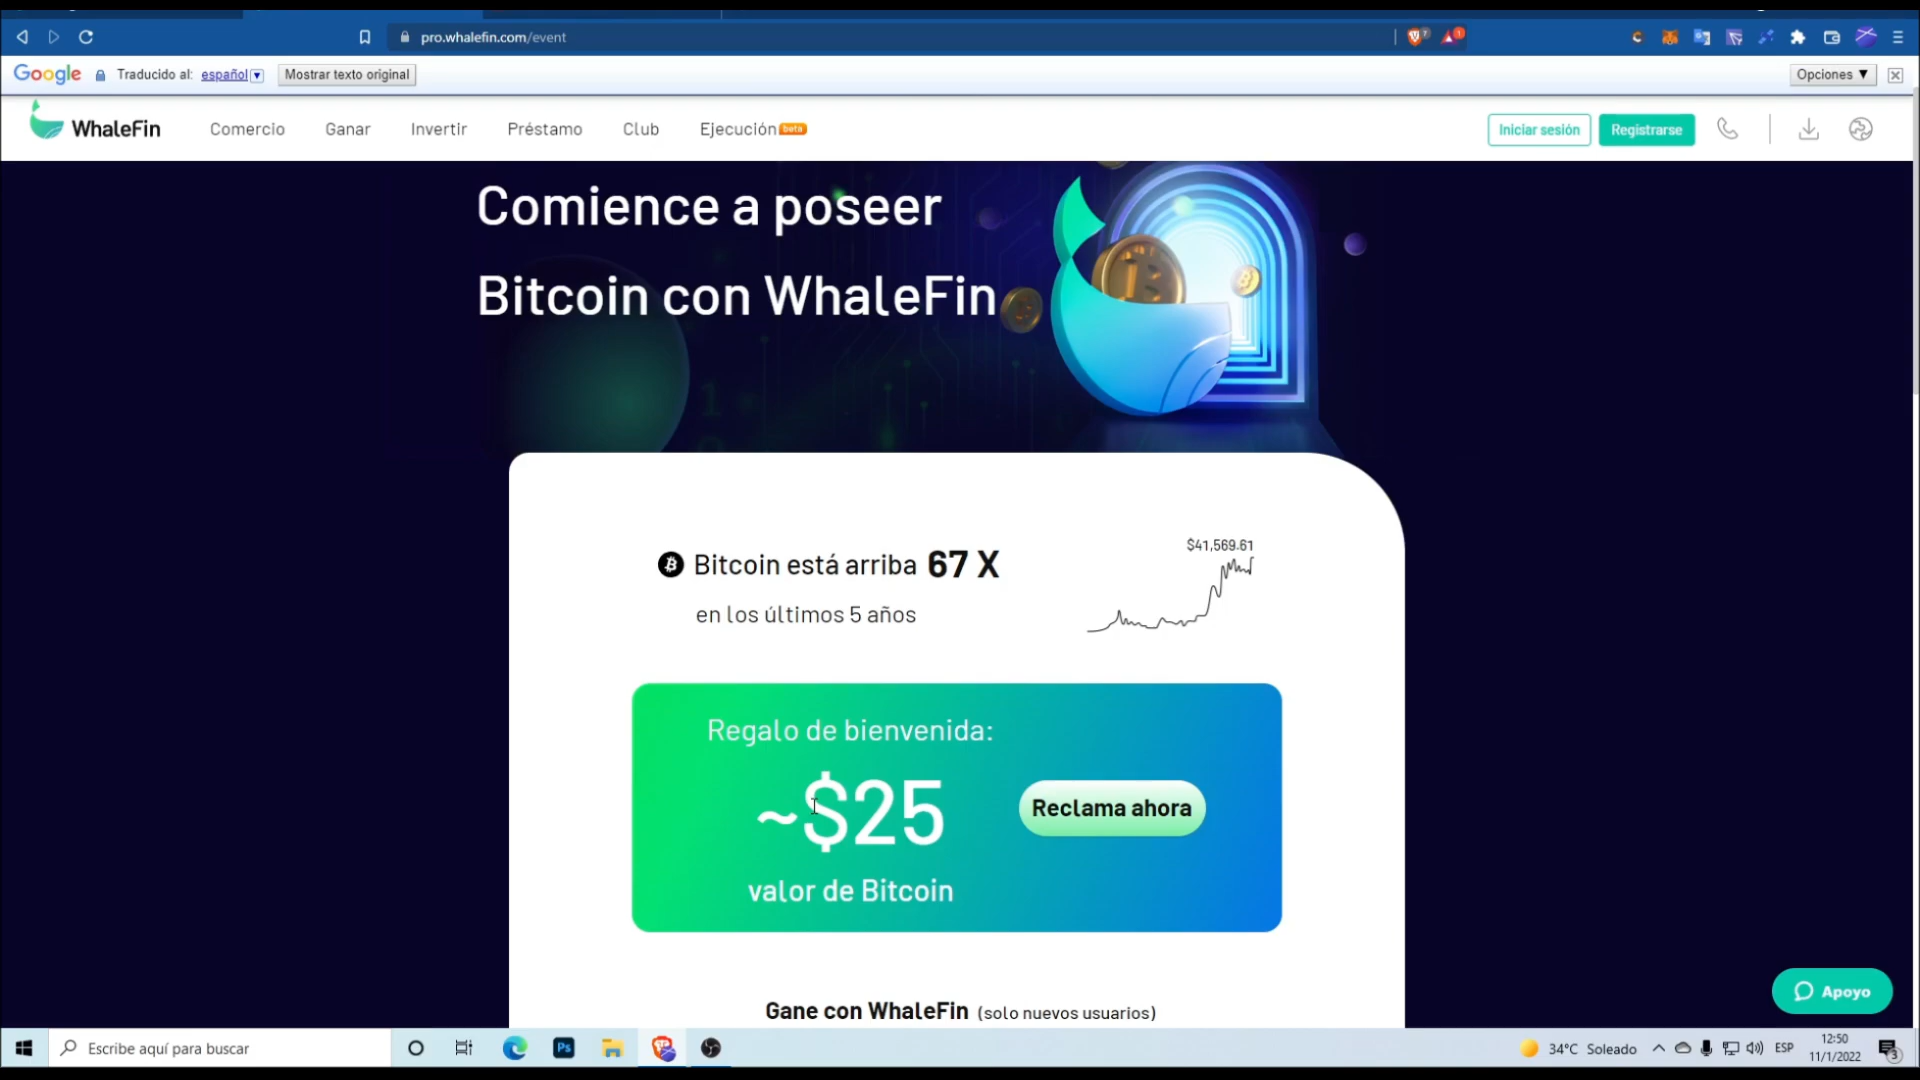 pro.whalefin.com/event
Google Traducido al: español Mostrar texto original Opciones ▼
WhaleFin Comercio Ganar Invertir Préstamo Club Ejecución beta Iniciar sesión Registrarse
Comience a poseer
Bitcoin con WhaleFin
$41,569.61
Bitcoin está arriba 67 X
en los últimos 5 años
Regalo de bienvenida:
~$25
Reclama ahora
valor de Bitcoin
Apoyo
Gane con WhaleFin (solo nuevos usuarios)
Escribe aquí para buscar
Ps
34°C Soleado
ESP
12:50
11/1/2022
3